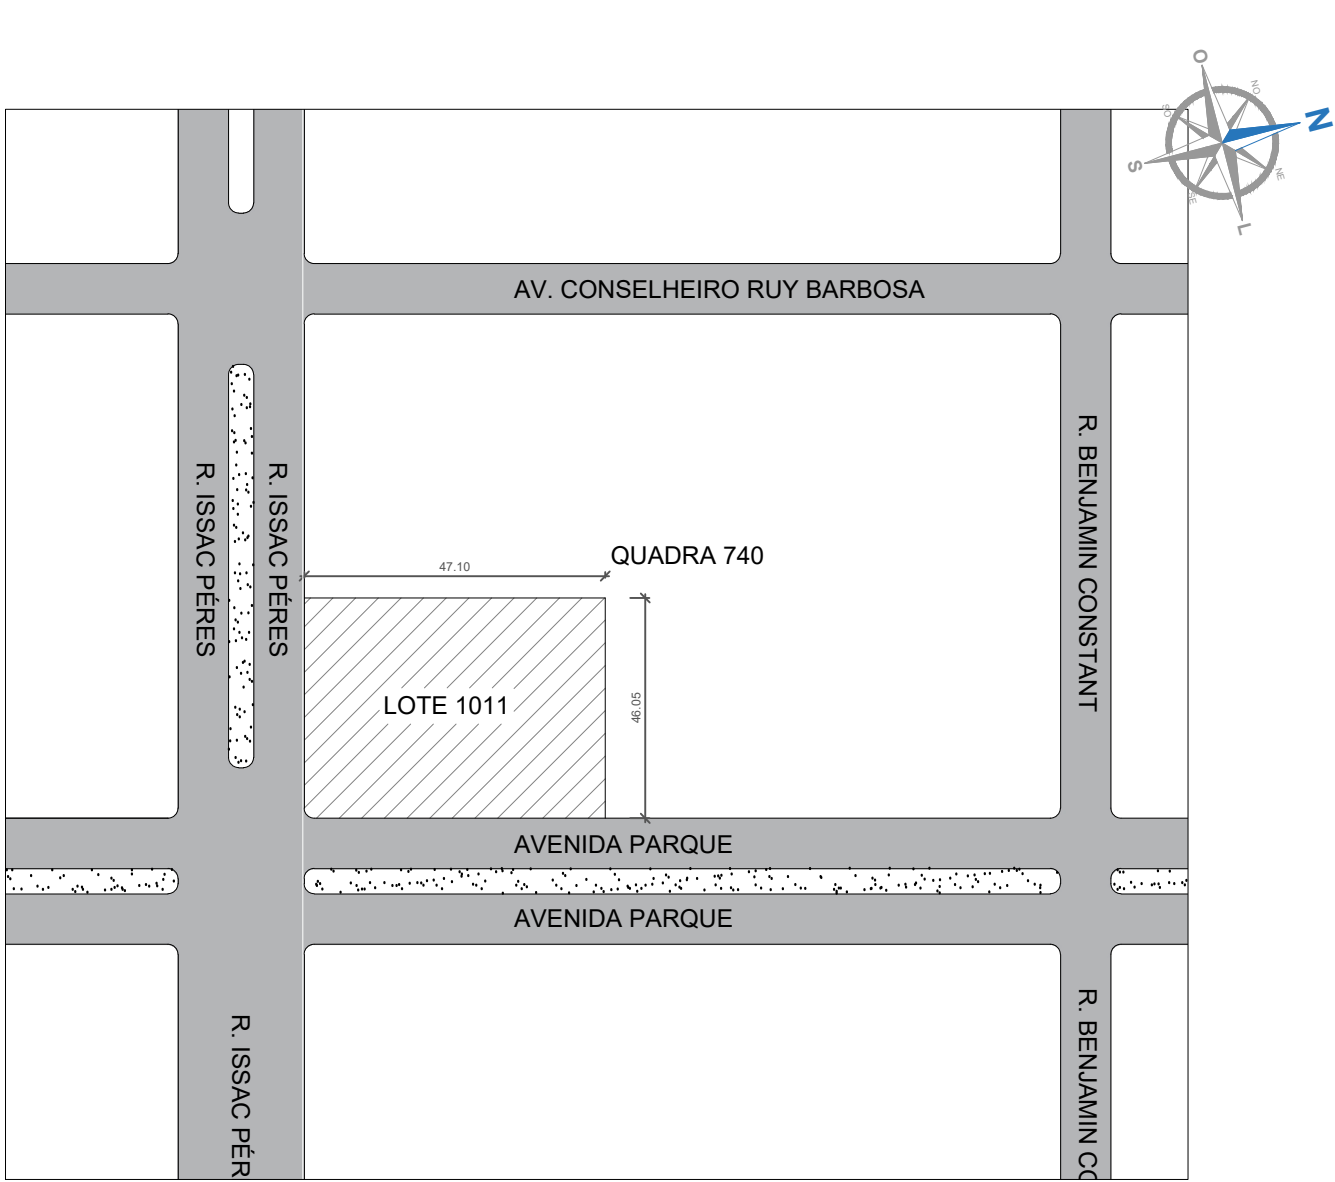 O
NO
N
SO
S
NE
SE
L
AV. CONSELHEIRO RUY BARBOSA
R. ISSAC PÉRES
R. ISSAC PÉRES
R. BENJAMIN CONSTANT
QUADRA 740
47.10
46.05
LOTE 1011
AVENIDA PARQUE
AVENIDA PARQUE
R. ISSAC PÉR
R. BENJAMIN CO